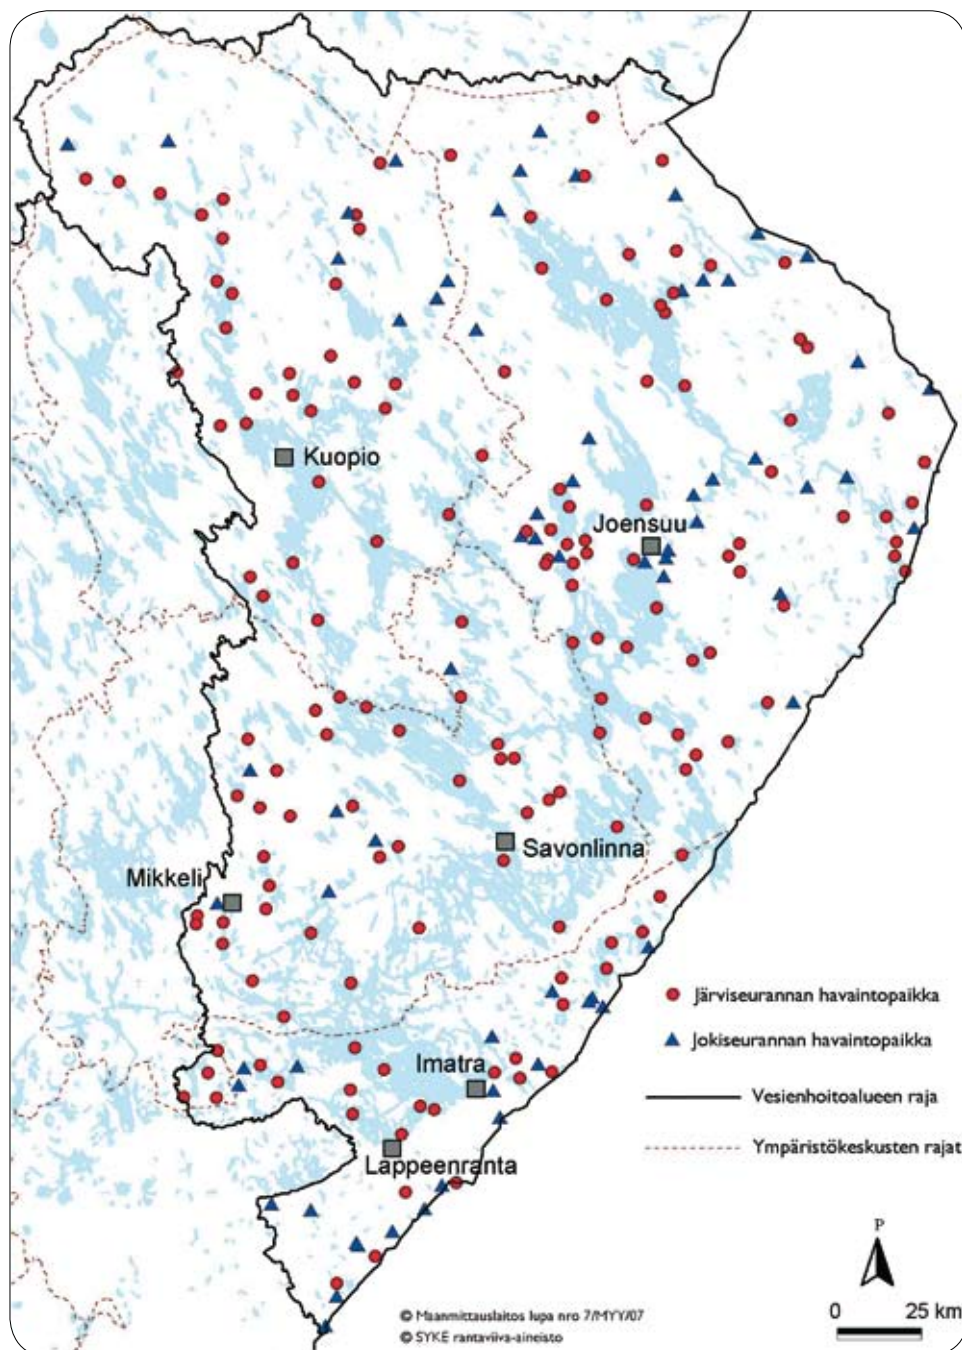 Kuopio
Joensuu
Savonlinna
Mikkeli
Järviseurannan havaintopaikka
Jokiseurannan havaintopaikka
Imatra
Vesienhoitoalueen raja
Ympäristökeskusten rajat
Lappeenranta
P
0 25 km
© Maanmittauslaitos lupa nro 7/MYY/07
© SYKE rantaviiva-aineisto